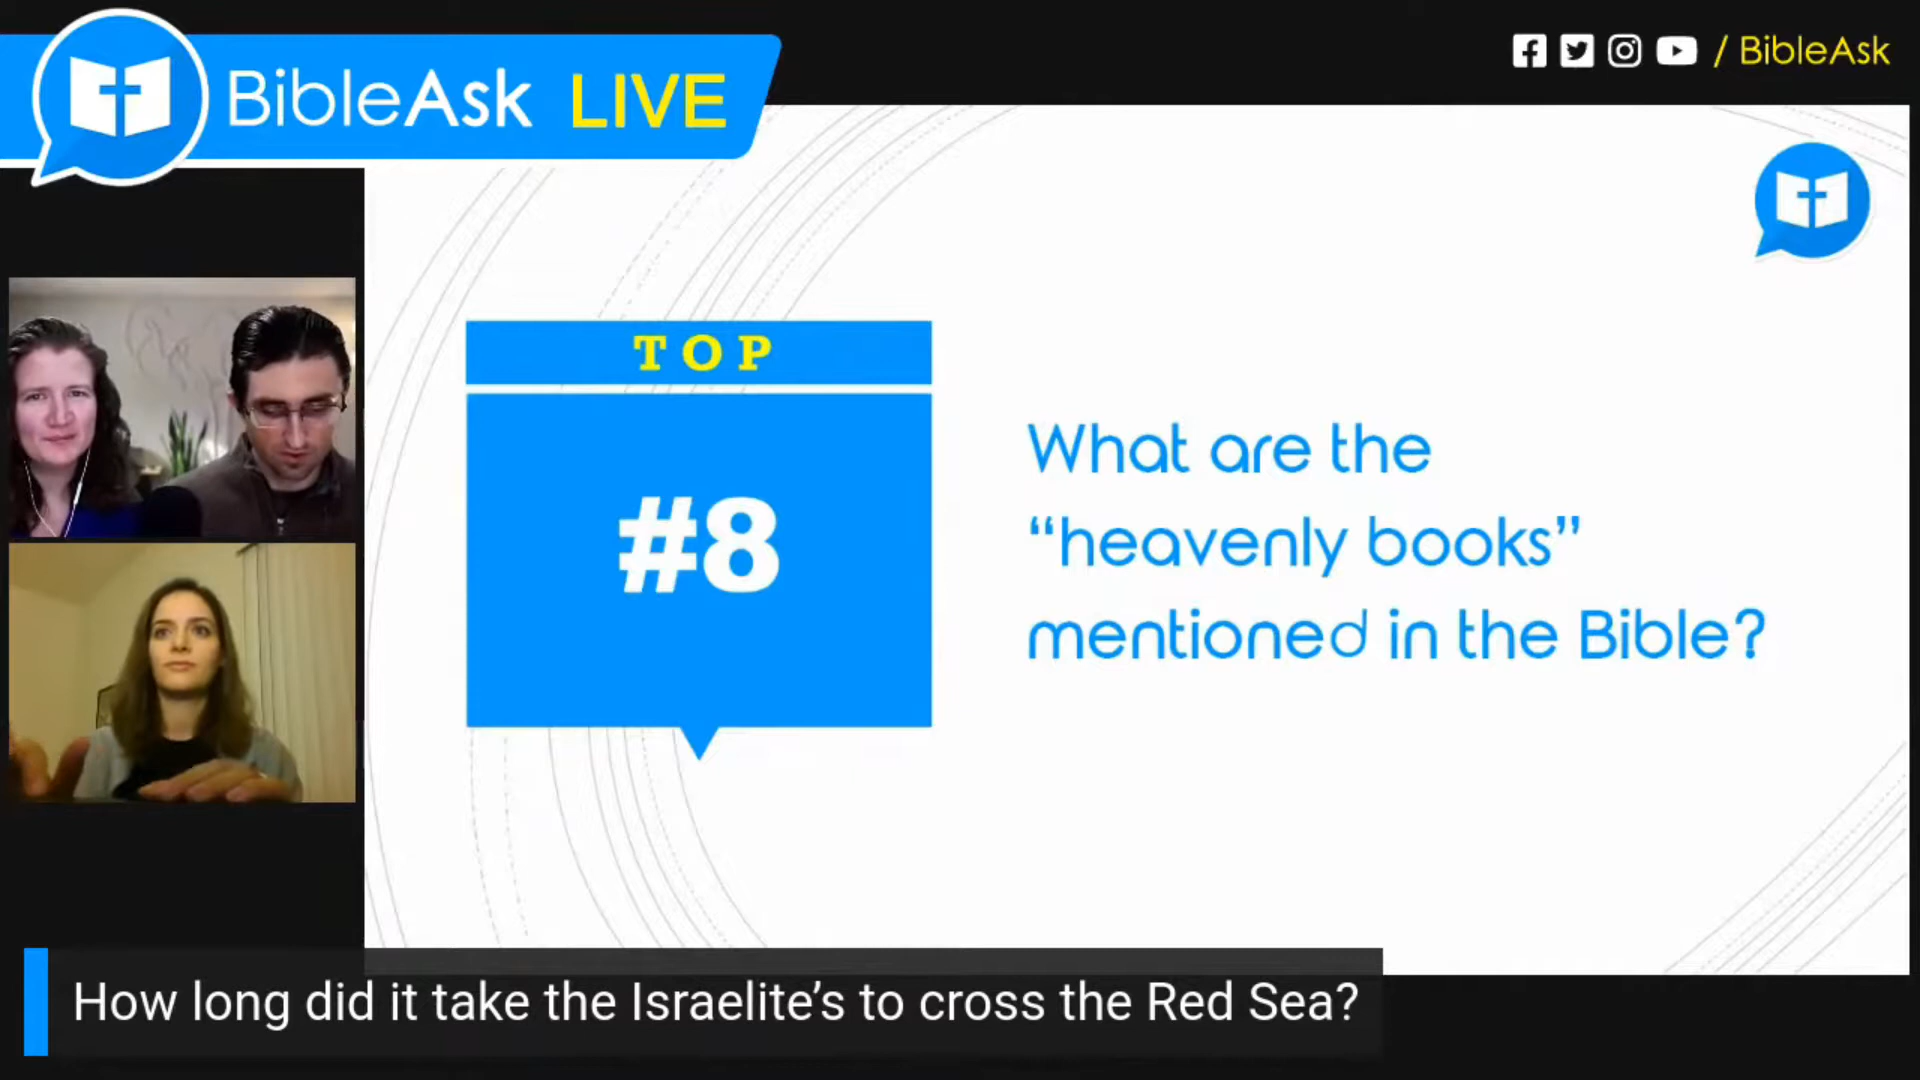 BibleAsk LIVE
/ BibleAsk
TOP
#8
What are the
“heavenly books”
mentioned in the Bible?
How long did it take the Israelite’s to cross the Red Sea?